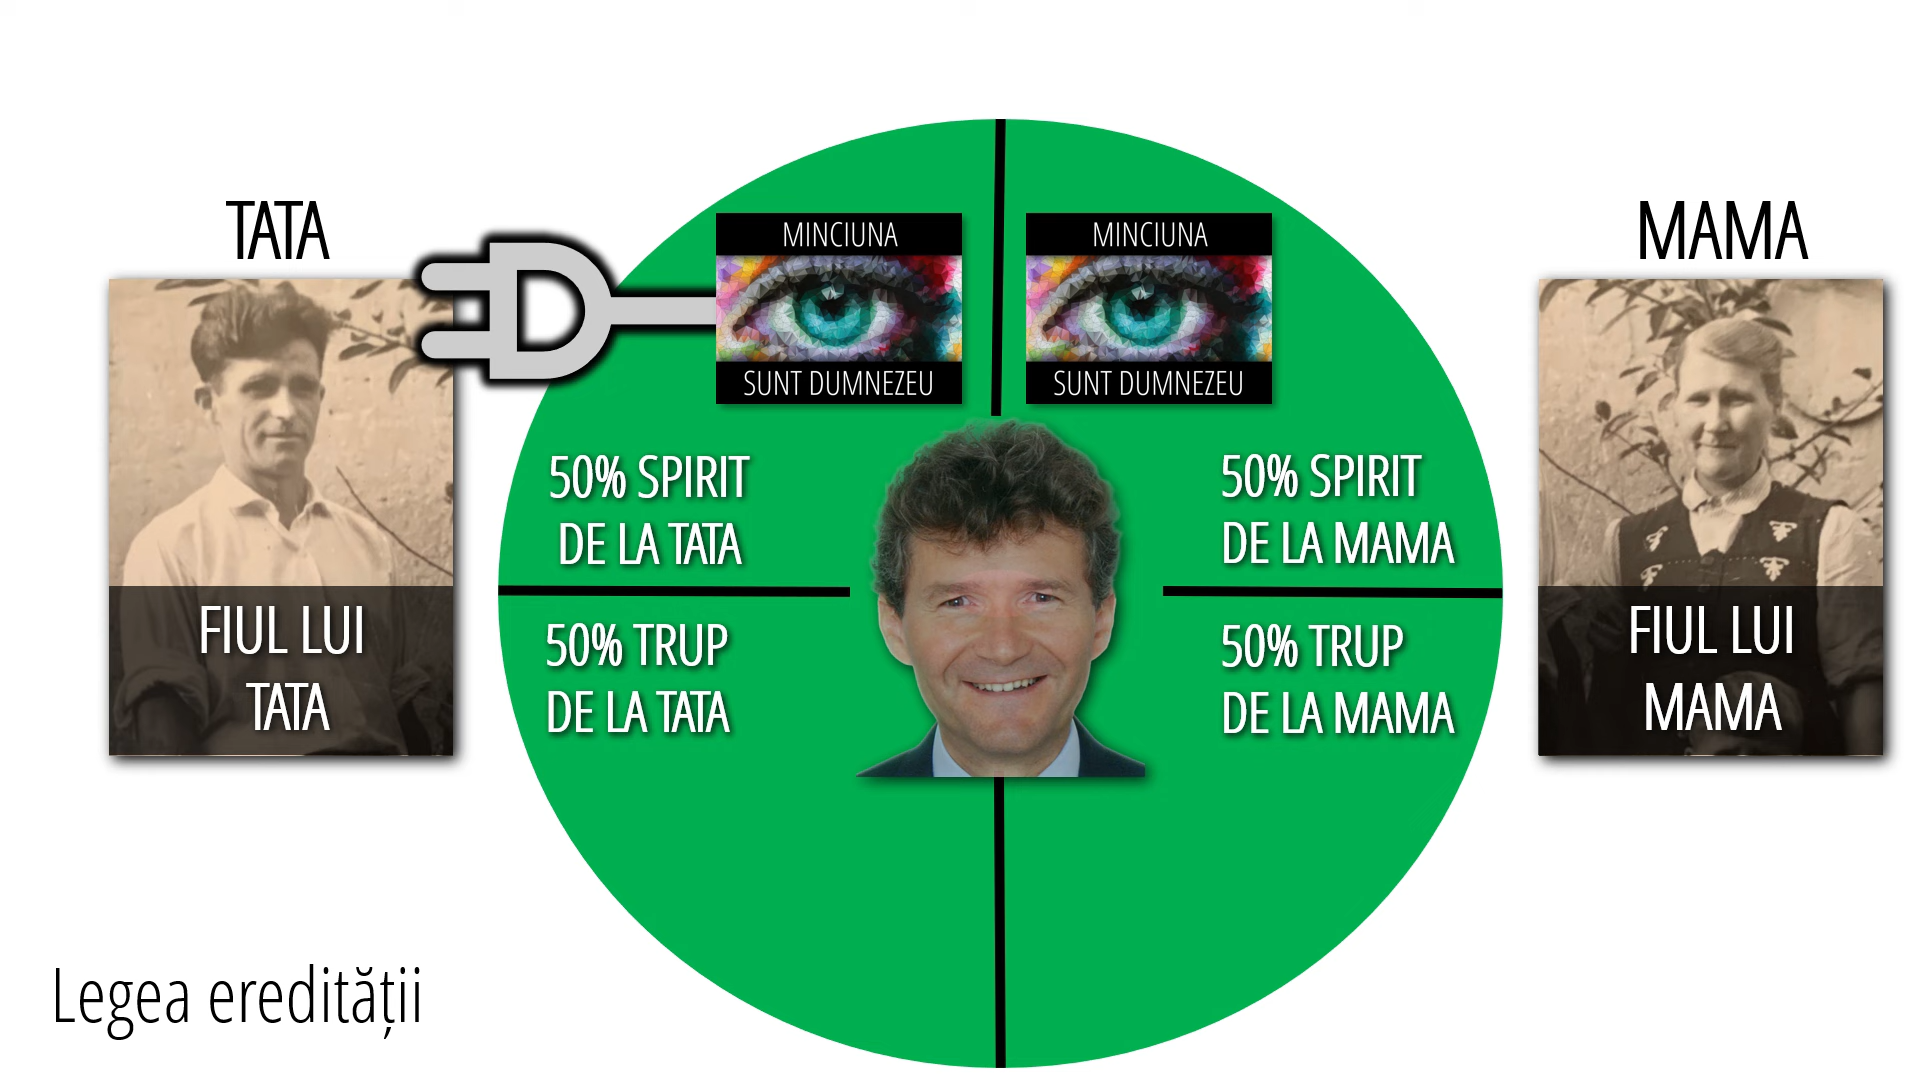 TATA
FIUL LUI
TATA
MINCIUNA
SUNT DUMNEZEU
MINCIUNA
SUNT DUMNEZEU
50% SPIRIT
DE LA TATA
50% SPIRIT
DE LA MAMA
50% TRUP
DE LA TATA
50% TRUP
DE LA MAMA
MAMA
FIUL LUI
MAMA
Legea eredității